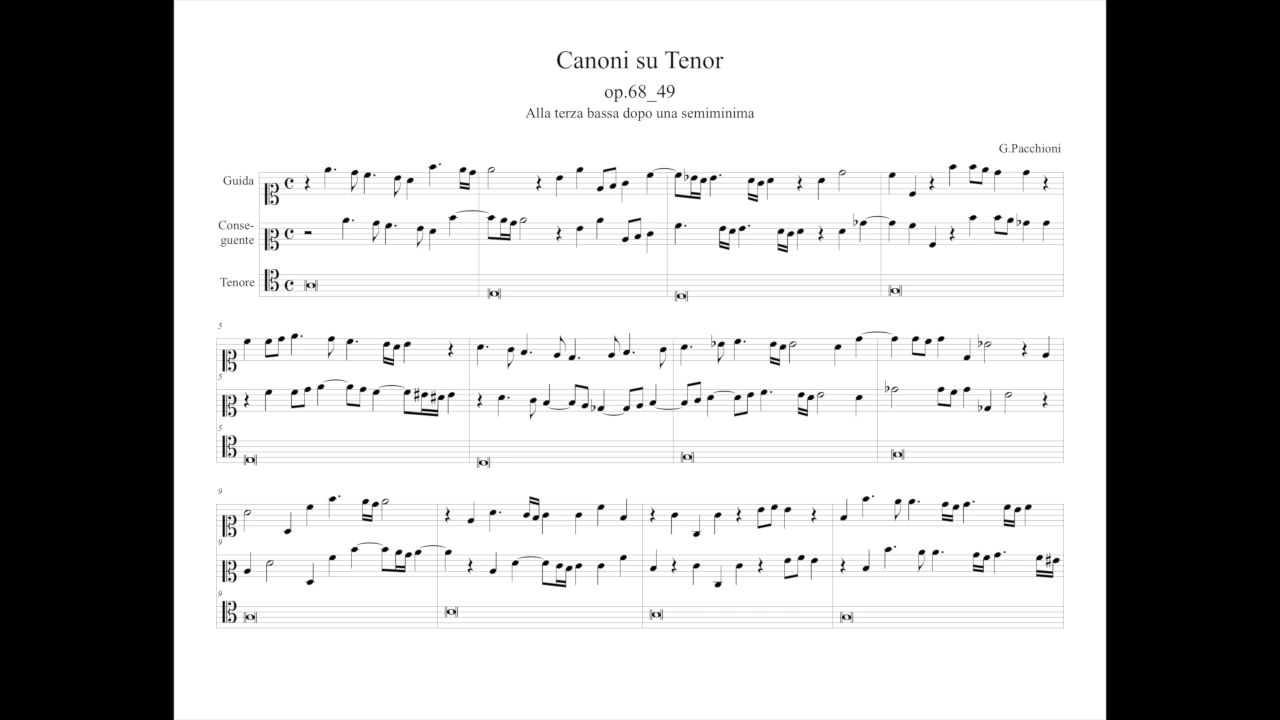 Canoni su Tenor
op.68_49
Alla terza bassa dopo una semiminima
G.Pacchioni
Guida
Conse-
guente
Tenore
5
5
5
9
9
9